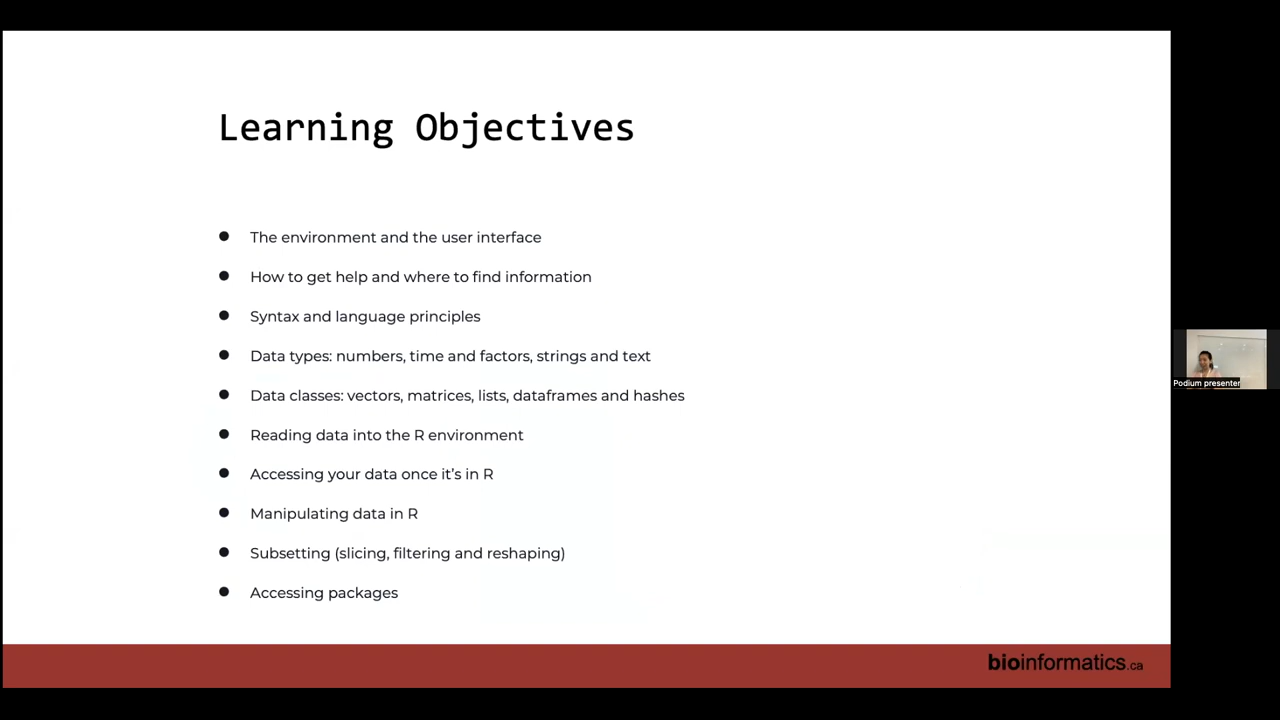 Learning Objectives
The environment and the user interface
How to get help and where to find information
Syntax and language principles
Data types: numbers, time and factors, strings and text
Data classes: vectors, matrices, lists, dataframes and hashes
Reading data into the R environment
Accessing your data once it’s in R
Manipulating data in R
Subsetting (slicing, filtering and reshaping)
Accessing packages
Podium presenter
bioinformatics.ca